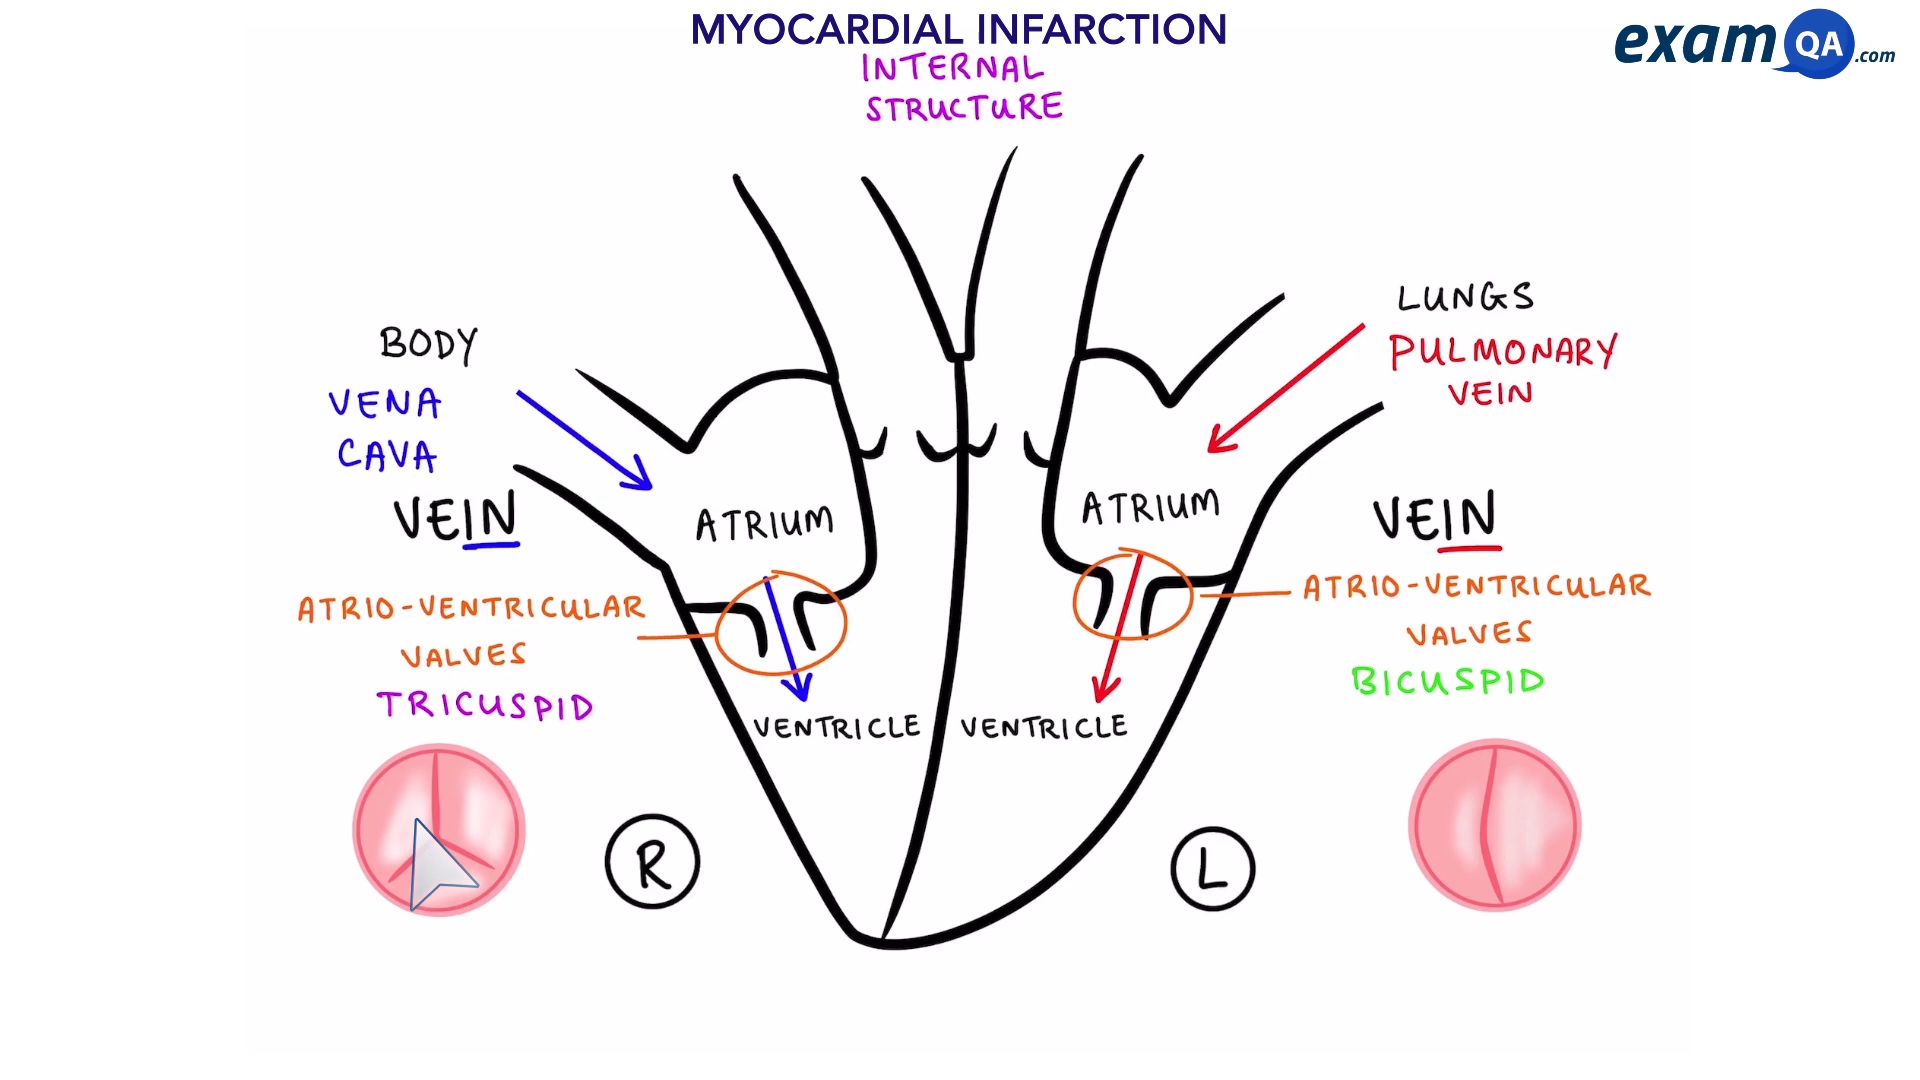 MYOCARDIAL INFARCTION
examQA.com
INTERNAL
STRUCTURE
BODY
VENA
CAVA
VEIN
ATRIO-VENTRICULAR
VALVES
TRICUSPID
ATRIUM
VENTRICLE
R
LUNGS
PULMONARY
VEIN
VEIN
ATRIO-VENTRICULAR
VALVES
BICUSPID
ATRIUM
VENTRICLE
L